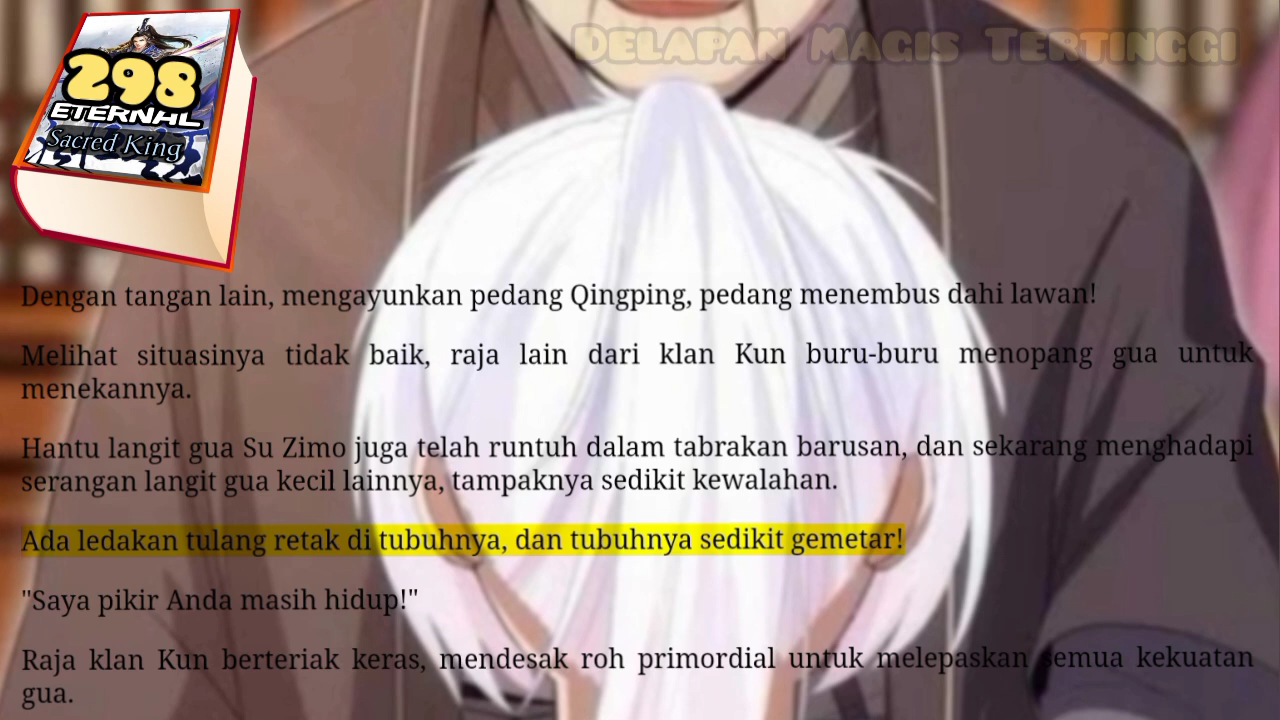 Delapan Magis Tertinggi
298
ETERNAL
Sacred King
Dengan tangan lain, mengayunkan pedang Qingping, pedang menembus dahi lawan!
Melihat situasinya tidak baik, raja lain dari klan Kun buru-buru menopang gua untuk
menekannya.
Hantu langit gua Su Zimo juga telah runtuh dalam tabrakan barusan, dan sekarang menghadapi
serangan langit gua kecil lainnya, tampaknya sedikit kewalahan.
Ada ledakan tulang retak di tubuhnya, dan tubuhnya sedikit gemetar!
"Saya pikir Anda masih hidup!"
Raja klan Kun berteriak keras, mendesak roh primordial untuk melepaskan semua kekuatan
gua.